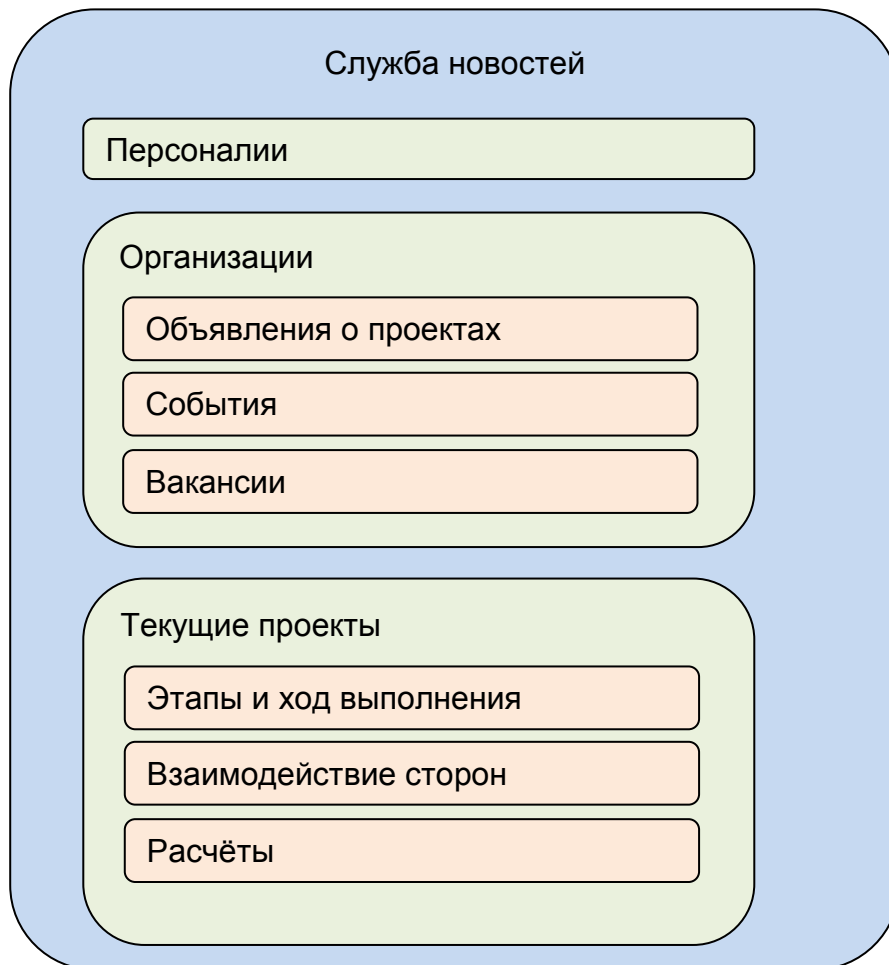 Служба новостей
Персоналии
Организации
Объявления о проектах
События
Вакансии
Текущие проекты
Этапы и ход выполнения
Взаимодействие сторон
Расчёты